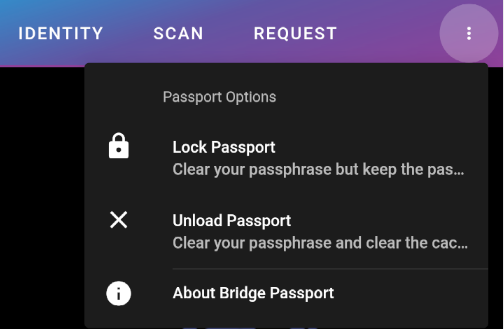 IDENTITY SCAN REQUEST
Passport Options
Lock Passport
Clear your passphrase but keep the pas...
Unload Passport
Clear your passphrase and clear the cac...
About Bridge Passport